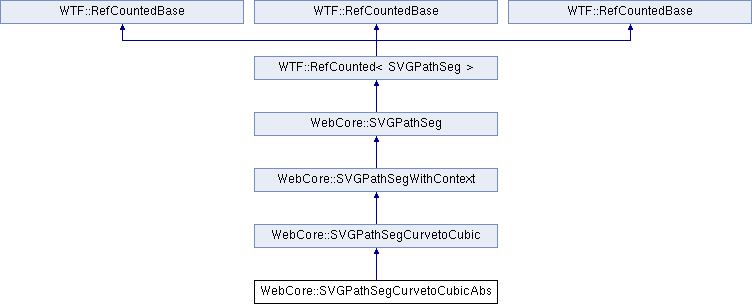 WTF::RefCountedBase
WTF::RefCountedBase
WTF::RefCountedBase
WTF::RefCounted< SVGPathSeg >
WebCore::SVGPathSeg
WebCore::SVGPathSegWithContext
WebCore::SVGPathSegCurvetoCubic
WebCore::SVGPathSegCurvetoCubicAbs